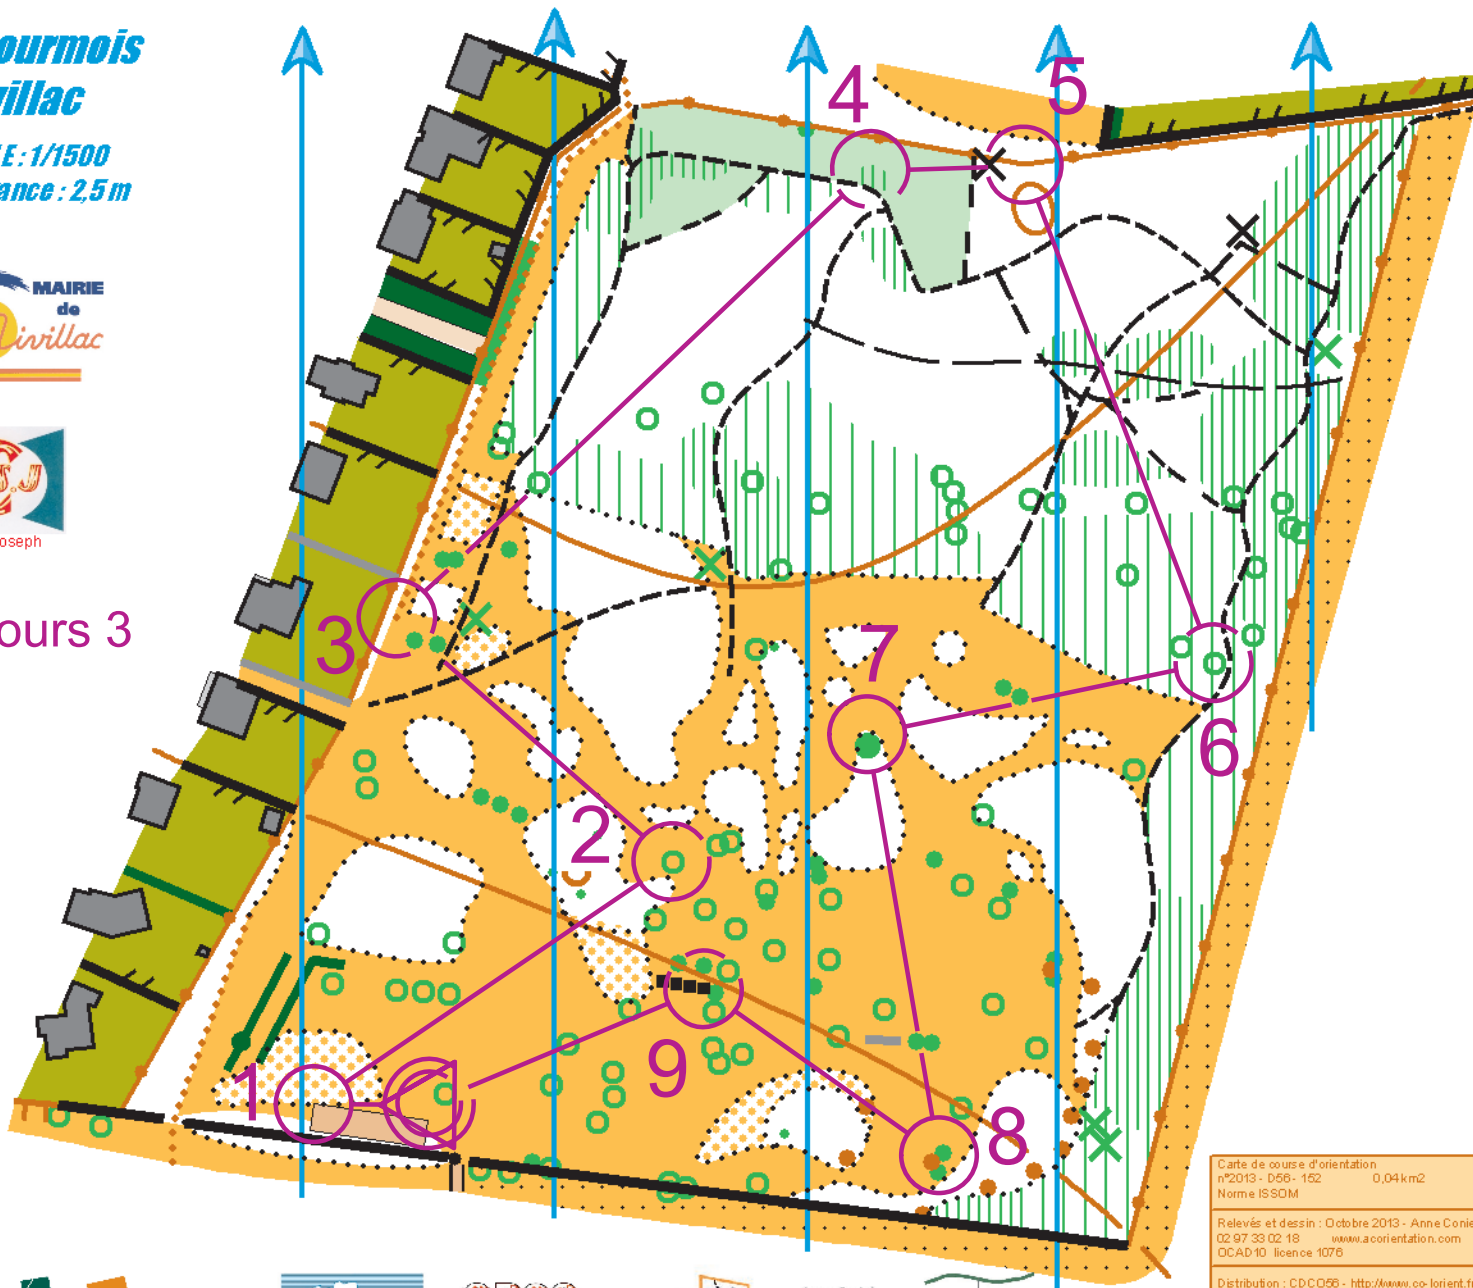 ourmois
villac
E : 1/1500
ance : 2,5 m
MAIRIE
de
ivillac
oseph
ours 3
4
5
3
7
2
6
1
9
8
Carte de course d'orientation
n°2013 - D56 - 152 0,04 km2
Norme ISSOM
Relevés et dessin : Octobre 2013 - Anne Conie
02 97 33 02 18 www.acorientation.com
OCAD10 licence 1076
Distribution : CDCO56 - http://www.co-lorient.f